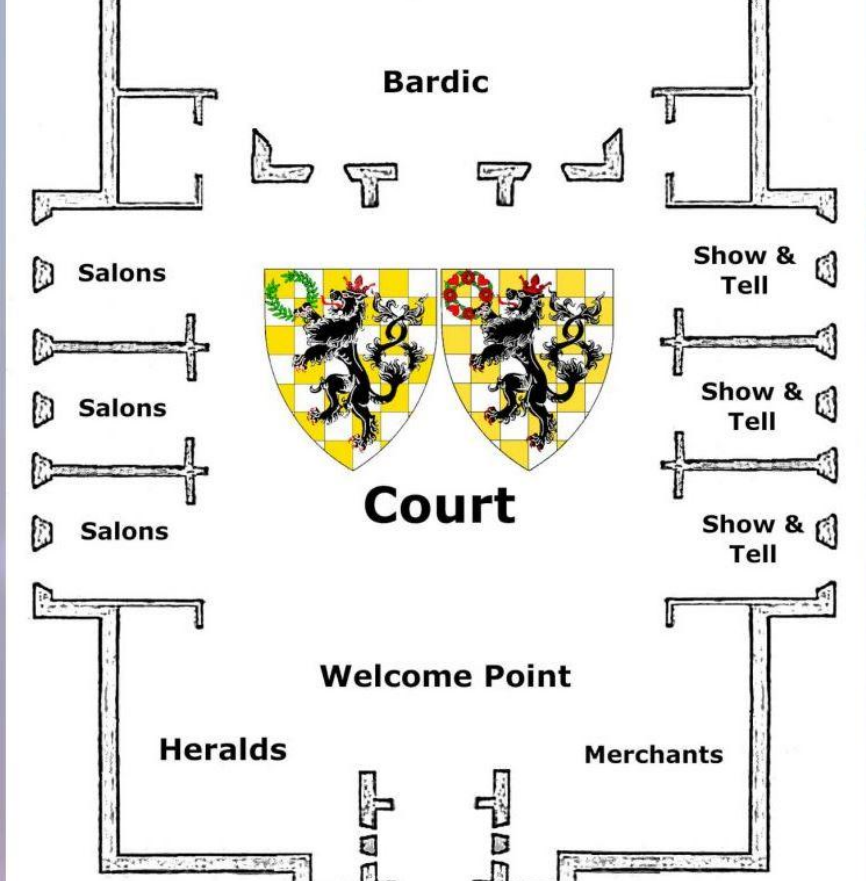 Bardic
Salons
Show &
Tell
Salons
Show &
Tell
Court
Salons
Show &
Tell
Welcome Point
Heralds
Merchants